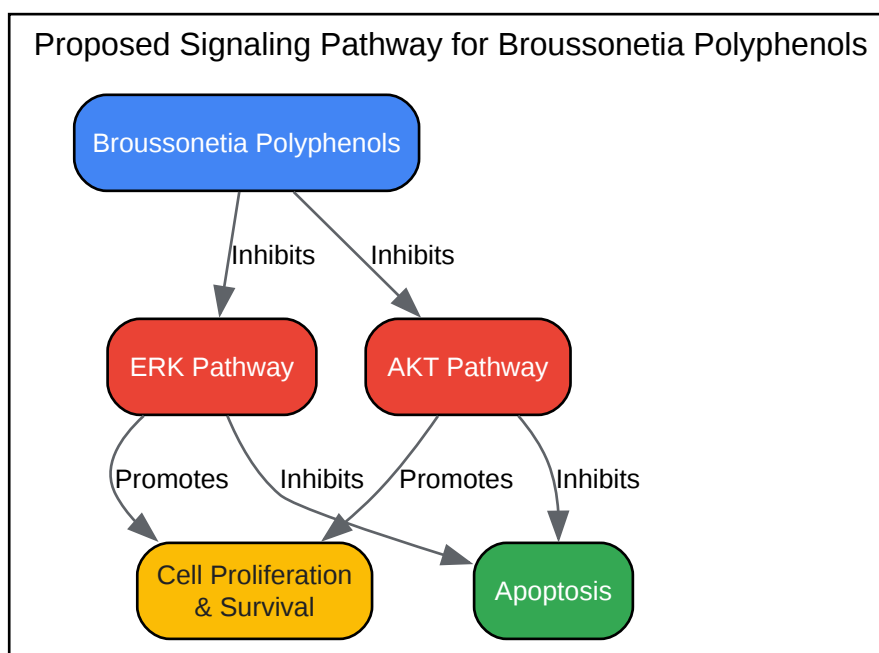 Proposed Signaling Pathway for Broussonetia Polyphenols
Broussonetia Polyphenols
Inhibits
Inhibits
ERK Pathway
AKT Pathway
Promotes
Inhibits
Promotes
Inhibits
Cell Proliferation
& Survival
Apoptosis